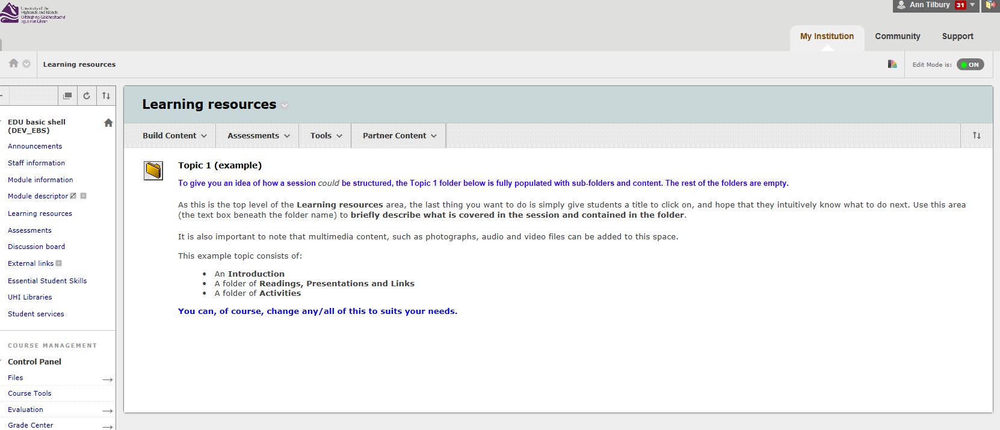 University of the
Highlands and Islands
Oilthigh na Gàidhealtachd
agus nan Eilean
Ann Tilbury 31
My Institution Community Support
Learning resources
Edit Mode is: ON
EDU basic shell
(DEV_EBS)
Announcements
Staff information
Module information
Module descriptor
Learning resources
Assessments
Discussion board
External links
Essential Student Skills
UHI Libraries
Student services
COURSE MANAGEMENT
Control Panel
Files
Course Tools
Evaluation
Grade Center
Learning resources
Build Content Assessments Tools Partner Content
Topic 1 (example)
To give you an idea of how a session could be structured, the Topic 1 folder below is fully populated with sub-folders and content. The rest of the folders are empty.
As this is the top level of the Learning resources area, the last thing you want to do is simply give students a title to click on, and hope that they intuitively know what to do next. Use this area
(the text box beneath the folder name) to briefly describe what is covered in the session and contained in the folder.
It is also important to note that multimedia content, such as photographs, audio and video files can be added to this space.
This example topic consists of:
• An Introduction
• A folder of Readings, Presentations and Links
• A folder of Activities
You can, of course, change any/all of this to suits your needs.